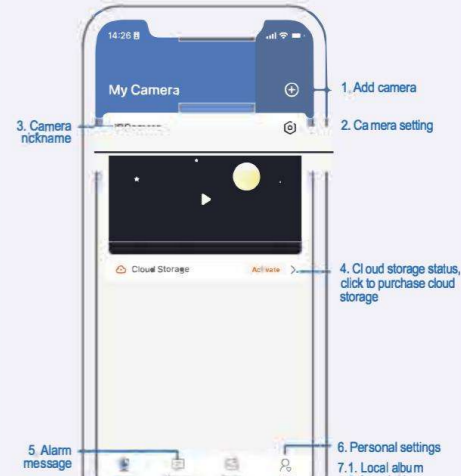 14:26
My Camera
1. Add camera
3. Camera
nickname
2. Camera setting
Cloud Storage
Activate
4. Cloud storage status,
click to purchase cloud
storage
5. Alarm
message
6. Personal settings
7.1. Local album